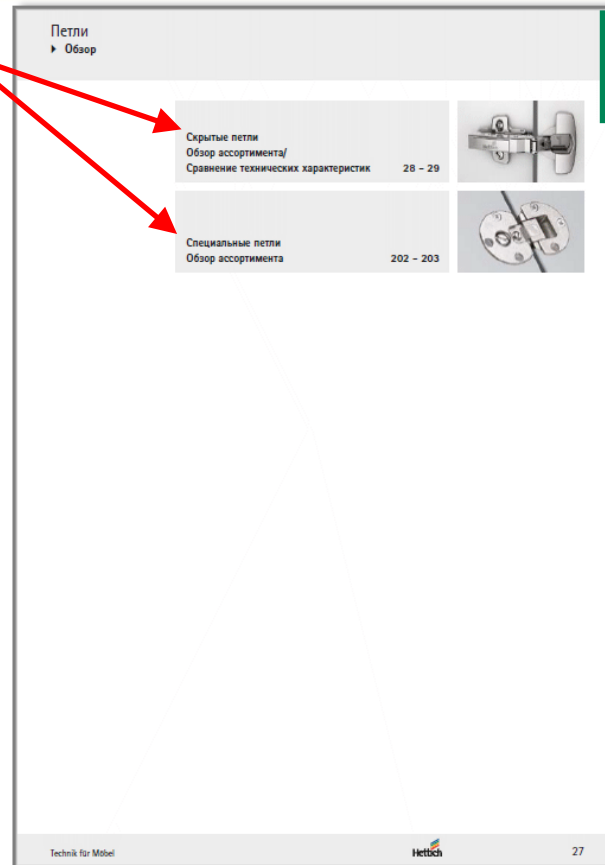 Петли
Обзор
Скрытые петли
Обзор ассортимента/
Сравнение технических характеристик 28 – 29
Специальные петли
Обзор ассортимента 202 – 203
Technik für Möbel
Hettich
27